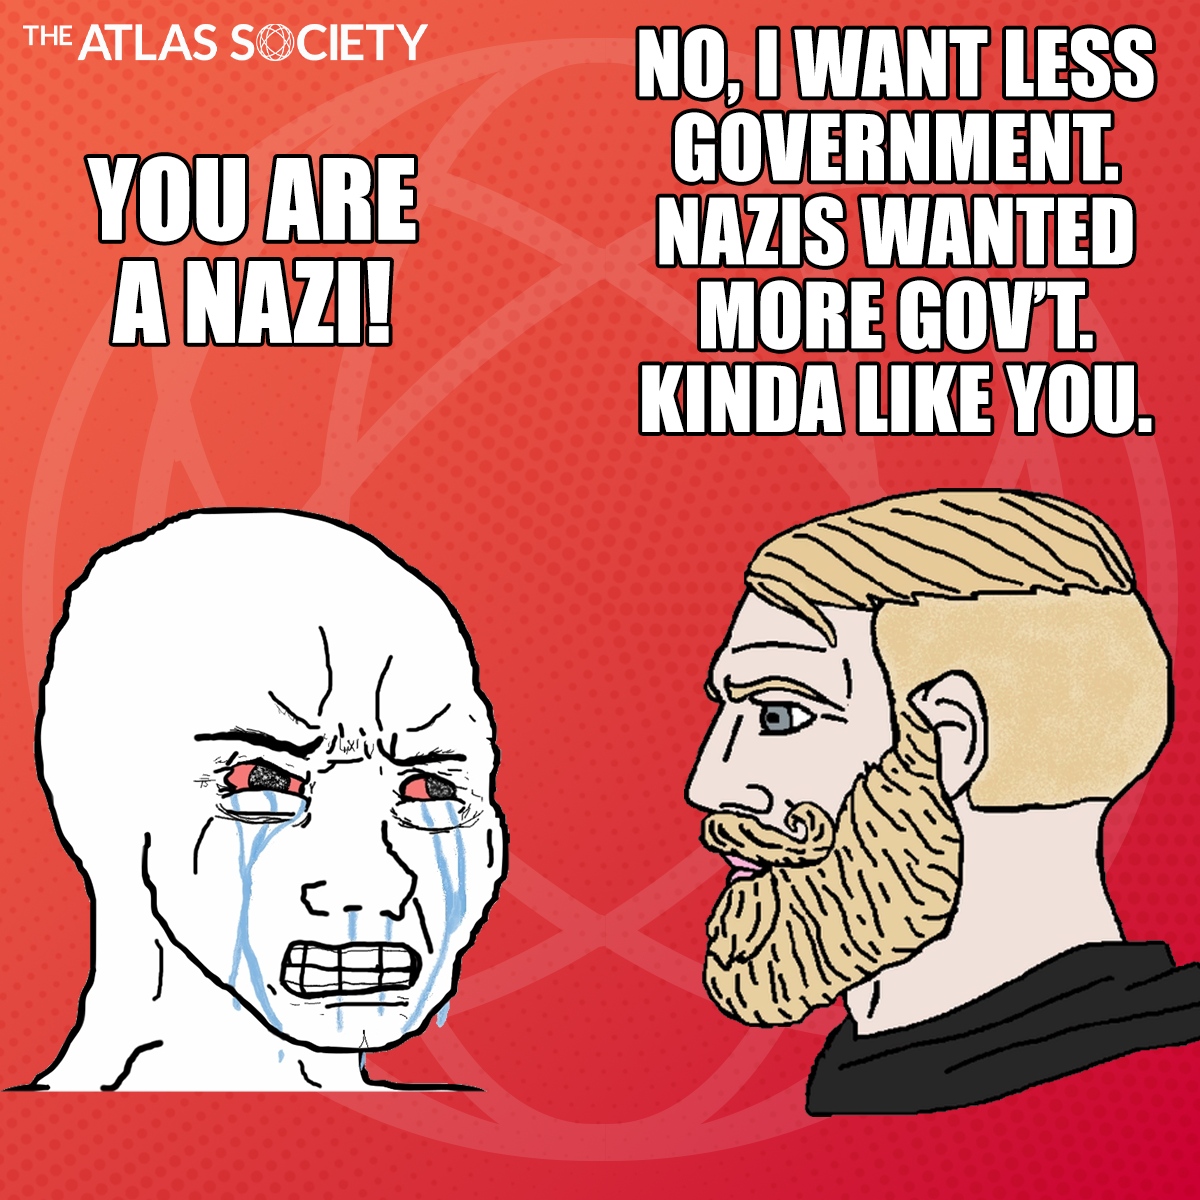 THE ATLAS SOCIETY
YOU ARE
A NAZI!
NO, I WANT LESS
GOVERNMENT.
NAZIS WANTED
MORE GOV'T.
KINDA LIKE YOU.